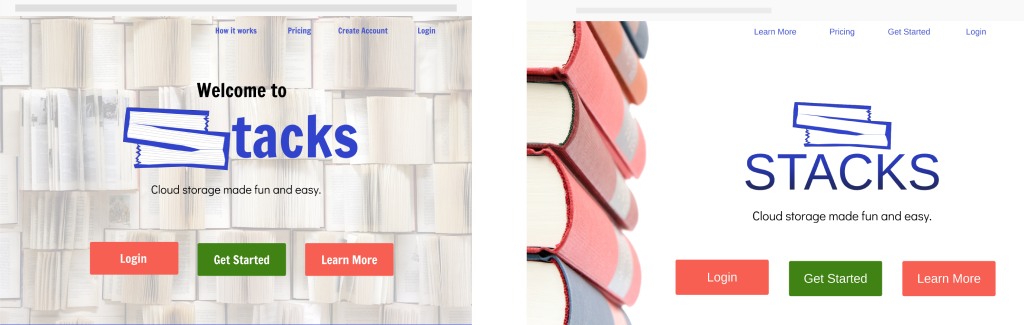 How it works Pricing Create Account Login
Welcome to
tacks
Cloud storage made fun and easy.
Login Get Started Learn More
Learn More Pricing Get Started Login
STACKS
Cloud storage made fun and easy.
Login Get Started Learn More